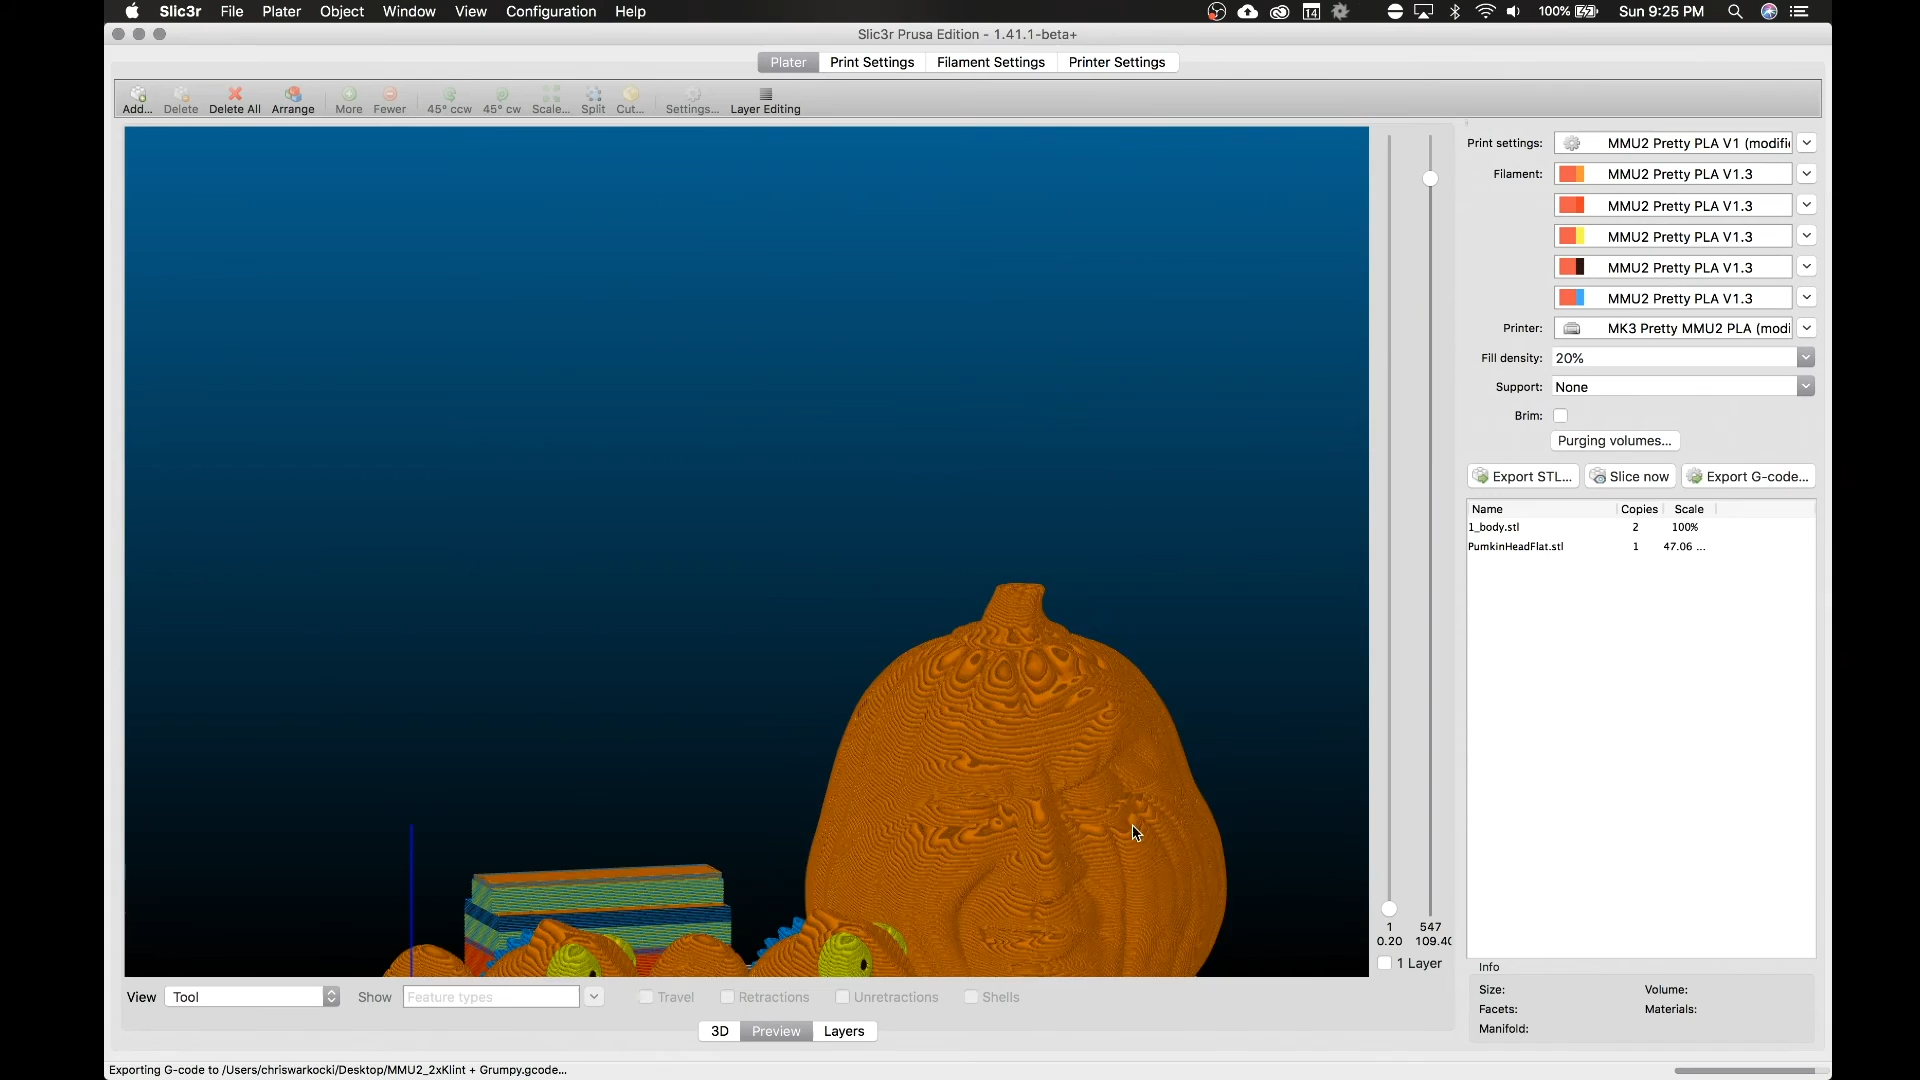 Slic3r File Plater Object Window View Configuration Help 14 100% Sun 9:25 PM
Slic3r Prusa Edition - 1.41.1-beta+
Plater Print Settings Filament Settings Printer Settings
Add... Delete Delete All Arrange More Fewer 45° ccw 45° cw Scale... Split Cut... Settings... Layer Editing
Print settings: MMU2 Pretty PLA V1 (modifi
Filament: MMU2 Pretty PLA V1.3
MMU2 Pretty PLA V1.3
MMU2 Pretty PLA V1.3
MMU2 Pretty PLA V1.3
MMU2 Pretty PLA V1.3
Printer: MK3 Pretty MMU2 PLA (modi
Fill density: 20%
Support: None
Brim:
Purging volumes...
Export STL... Slice now Export G-code...
Name Copies Scale
1_body.stl 2 100%
PumkinHeadFlat.stl 1 47.06 ...
1 547
0.20 109.40
1 Layer
Info
Size: Volume:
Facets: Materials:
Manifold:
View Tool Show Feature types Travel Retractions Unretractions Shells
3D Preview Layers
Exporting G-code to /Users/chriswarkocki/Desktop/MMU2_2xKlint + Grumpy.gcode...